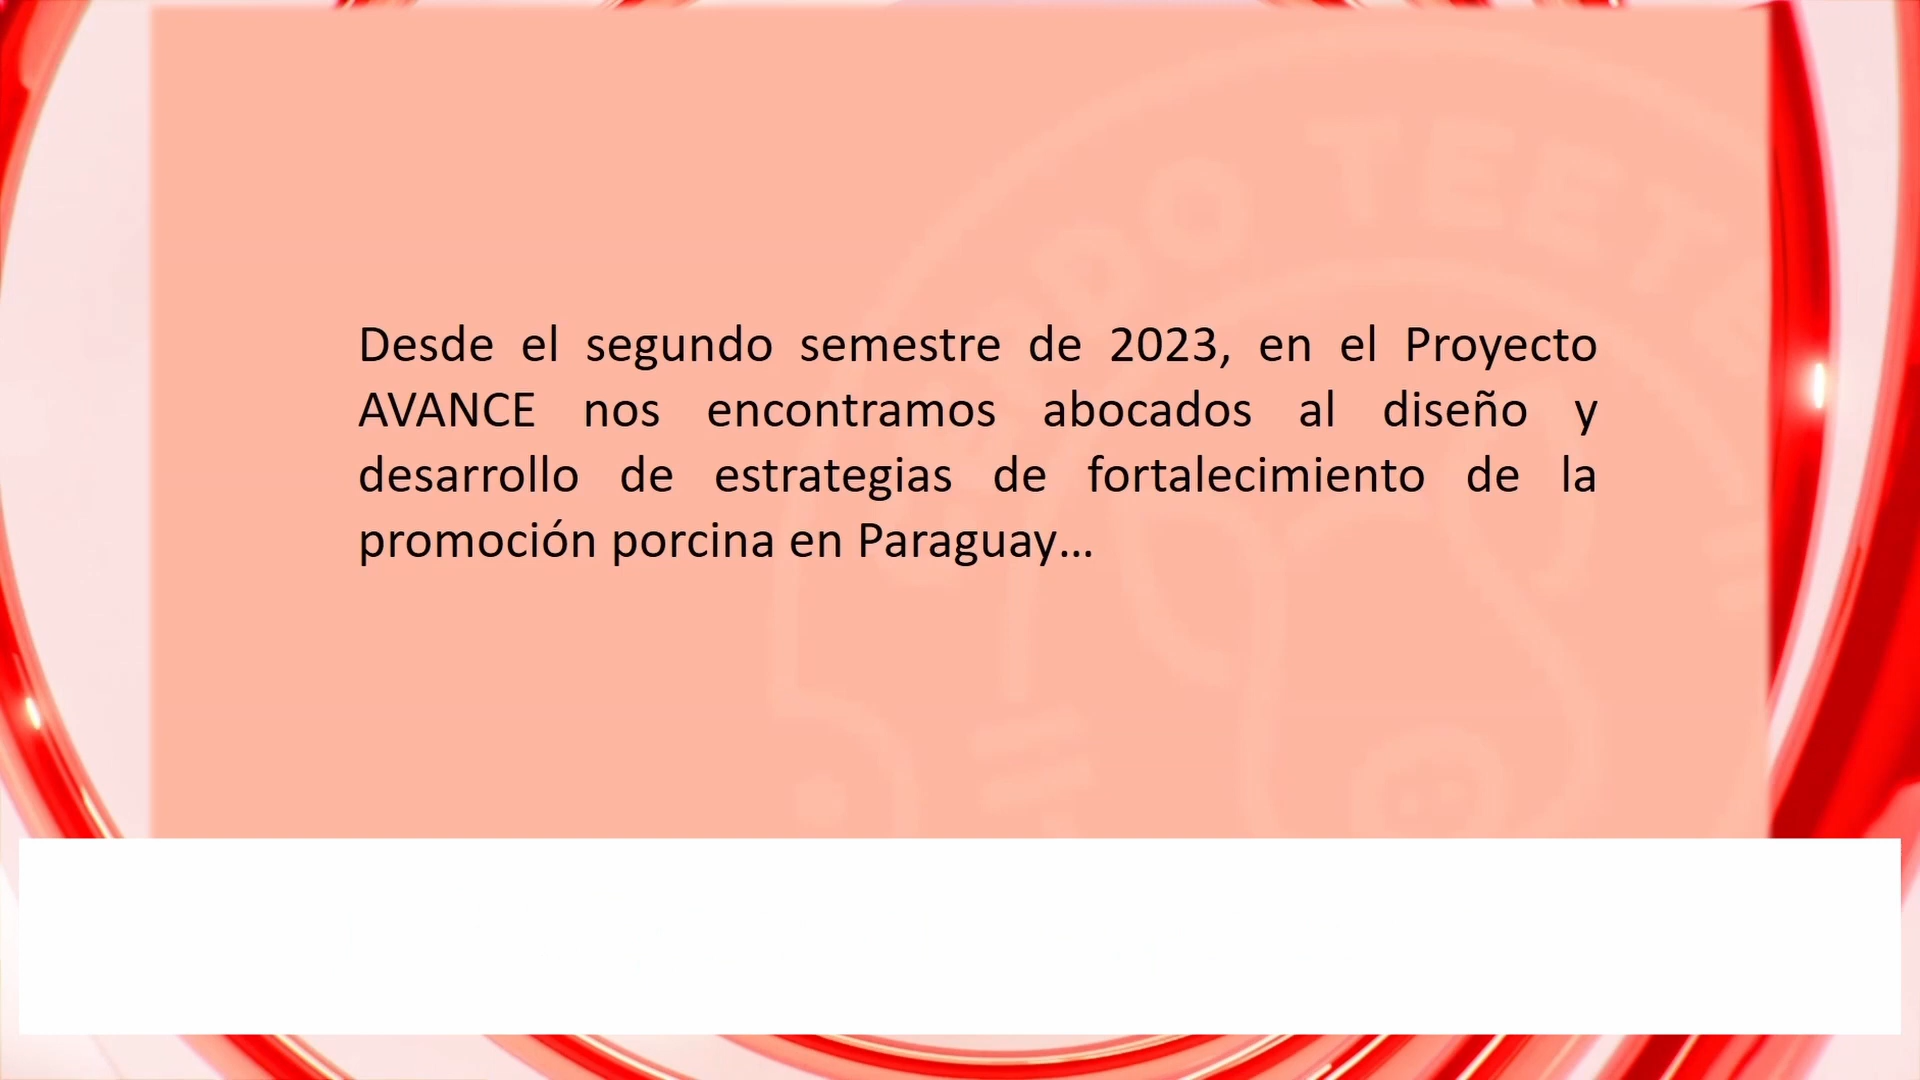 Desde el segundo semestre de 2023, en el Proyecto
AVANCE nos encontramos abocados al diseño y
desarrollo de estrategias de fortalecimiento de la
promoción porcina en Paraguay...